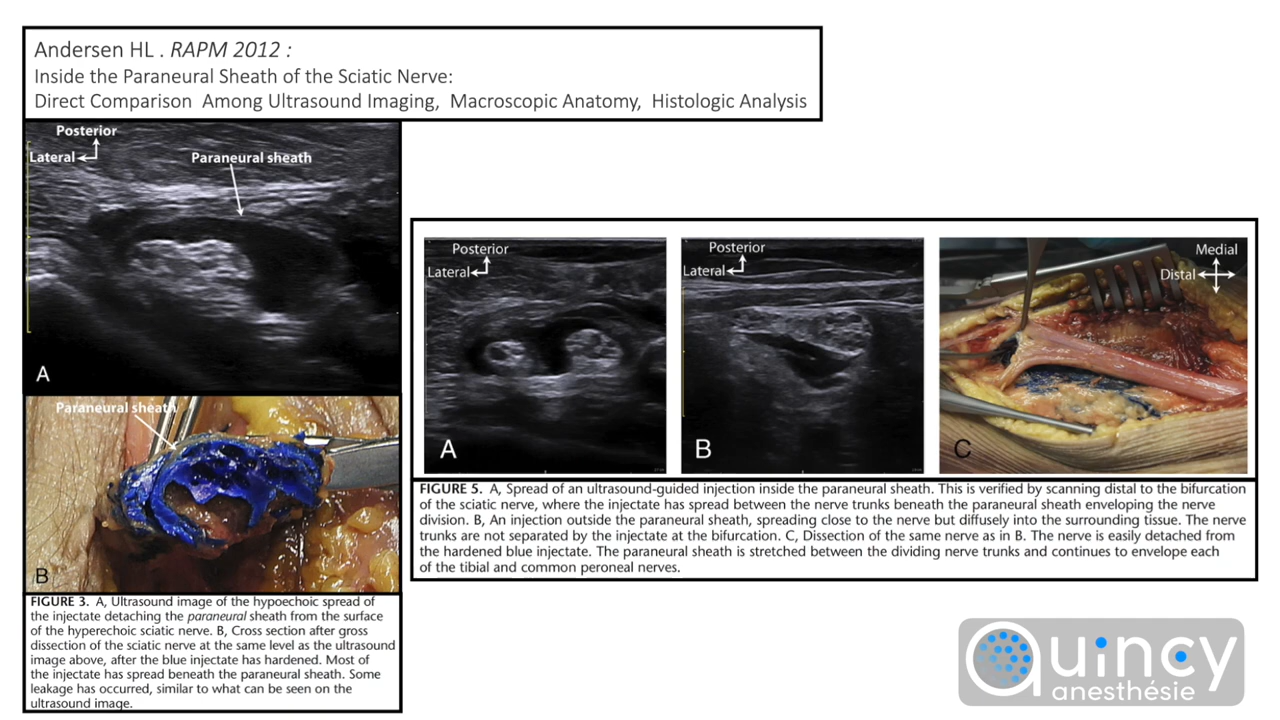 Andersen HL . RAPM 2012 :
Inside the Paraneural Sheath of the Sciatic Nerve:
Direct Comparison Among Ultrasound Imaging, Macroscopic Anatomy, Histologic Analysis
Posterior
Lateral
Paraneural sheath
A
Paraneural sheath
B
FIGURE 3. A, Ultrasound image of the hypoechoic spread of
the injectate detaching the paraneural sheath from the surface
of the hyperechoic sciatic nerve. B, Cross section after gross
dissection of the sciatic nerve at the same level as the ultrasound
image above, after the blue injectate has hardened. Most of
the injectate has spread beneath the paraneural sheath. Some
leakage has occurred, similar to what can be seen on the
ultrasound image.
Posterior
Lateral
A
Posterior
Lateral
B
Medial
Distal
C
FIGURE 5. A, Spread of an ultrasound-guided injection inside the paraneural sheath. This is verified by scanning distal to the bifurcation
of the sciatic nerve, where the injectate has spread between the nerve trunks beneath the paraneural sheath enveloping the nerve
division. B, An injection outside the paraneural sheath, spreading close to the nerve but diffusely into the surrounding tissue. The nerve
trunks are not separated by the injectate at the bifurcation. C, Dissection of the same nerve as in B. The nerve is easily detached from
the hardened blue injectate. The paraneural sheath is stretched between the dividing nerve trunks and continues to envelope each
of the tibial and common peroneal nerves.
Quincy
anesthésie